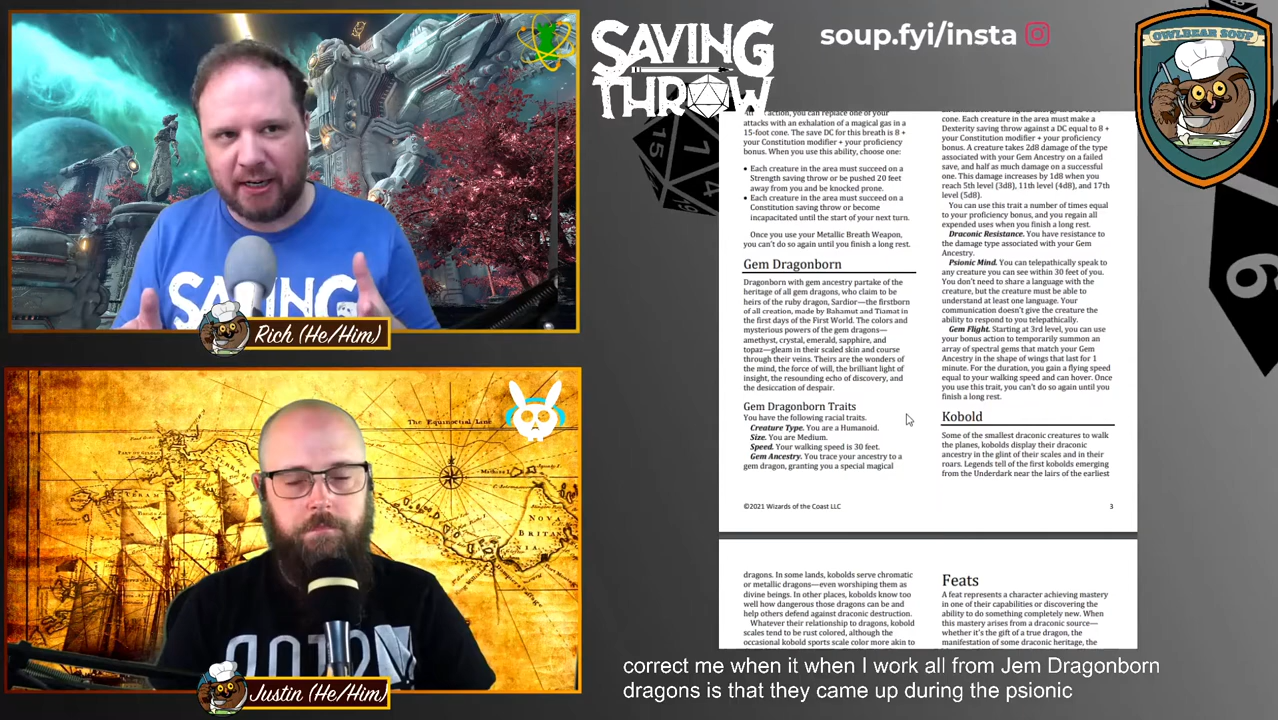 SAVING
THROW
soup.fyi/insta
OWLBEAR SOUP
action, you can replace one of your
attacks with an exhalation of a magical gas in a
15-foot cone. The save DC for this breath is 8 +
your Constitution modifier + your proficiency
bonus. When you use this ability, choose one:
• Each creature in the area must succeed on a
Strength saving throw or be pushed 20 feet
away from you and be knocked prone.
• Each creature in the area must succeed on a
Constitution saving throw or become
incapacitated until the start of your next turn.
Once you use your Metallic Breath Weapon,
you can't do so again until you finish a long rest.
Gem Dragonborn
Dragonborn with gem ancestry partake of the
heritage of all gem dragons, who claim to be
heirs of the ruby dragon, Sardior—the firstborn
of all creation, made by Bahamut and Tiamat in
the first days of the First World. The colors and
mysterious powers of the gem dragons—
amethyst, crystal, emerald, sapphire, and
topaz—gleam in their scaled skin and course
through their veins. Theirs are the wonders of
the mind, the force of will, the brilliant light of
insight, the resounding echo of discovery, and
the desiccation of despair.
Gem Dragonborn Traits
You have the following racial traits.
Creature Type. You are a Humanoid.
Size. You are Medium.
Speed. Your walking speed is 30 feet.
Gem Ancestry. You trace your ancestry to a
gem dragon, granting you a special magical
cone. Each creature in the area must make a
Dexterity saving throw against a DC equal to 8 +
your Constitution modifier + your proficiency
bonus. A creature takes 2d8 damage of the type
associated with your Gem Ancestry on a failed
save, and half as much damage on a successful
one. This damage increases by 1d8 when you
reach 5th level (3d8), 11th level (4d8), and 17th
level (5d8).
You can use this trait a number of times equal
to your proficiency bonus, and you regain all
expended uses when you finish a long rest.
Draconic Resistance. You have resistance to
the damage type associated with your Gem
Ancestry.
Psionic Mind. You can telepathically speak to
any creature you can see within 30 feet of you.
You don't need to share a language with the
creature, but the creature must be able to
understand at least one language. Your
communication doesn't give the creature the
ability to respond to you telepathically.
Gem Flight. Starting at 3rd level, you can use
your bonus action to temporarily summon an
array of spectral gems that match your Gem
Ancestry in the shape of wings that last for 1
minute. For the duration, you gain a flying speed
equal to your walking speed and can hover. Once
you use this trait, you can't do so again until you
finish a long rest.
Kobold
Some of the smallest draconic creatures to walk
the planes, kobolds display their draconic
ancestry in the glint of their scales and in their
roars. Legends tell of the first kobolds emerging
from the Underdark near the lairs of the earliest
©2021 Wizards of the Coast LLC
3
dragons. In some lands, kobolds serve chromatic
or metallic dragons—even worshiping them as
divine beings. In other places, kobolds know too
well how dangerous those dragons can be and
help others defend against draconic destruction.
Whatever their relationship to dragons, kobold
scales tend to be rust colored, although the
occasional kobold sports scale color more akin to
Feats
A feat represents a character achieving mastery
in one of their capabilities or discovering the
ability to do something completely new. When
this mastery arises from a draconic source—
whether it's the gift of a true dragon, the
manifestation of some draconic heritage, the
Rich (He/Him)
The Equinoctial Line
Justin (He/Him)
15
4
6
correct me when it when I work all from Jem Dragonborn
dragons is that they came up during the psionic